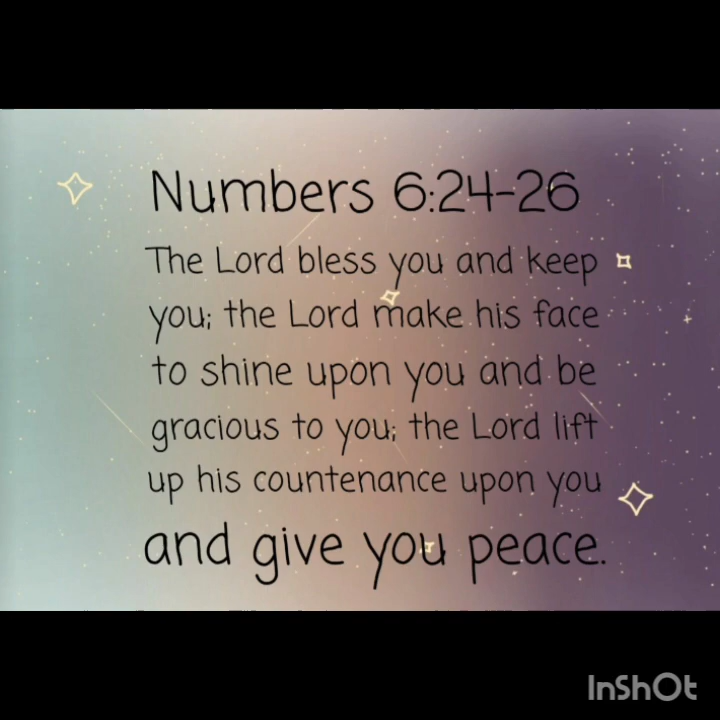 Numbers 6:24-26
The Lord bless you and keep
you; the Lord make his face
to shine upon you and be
gracious to you; the Lord lift
up his countenance upon you
and give you peace.
InShOt